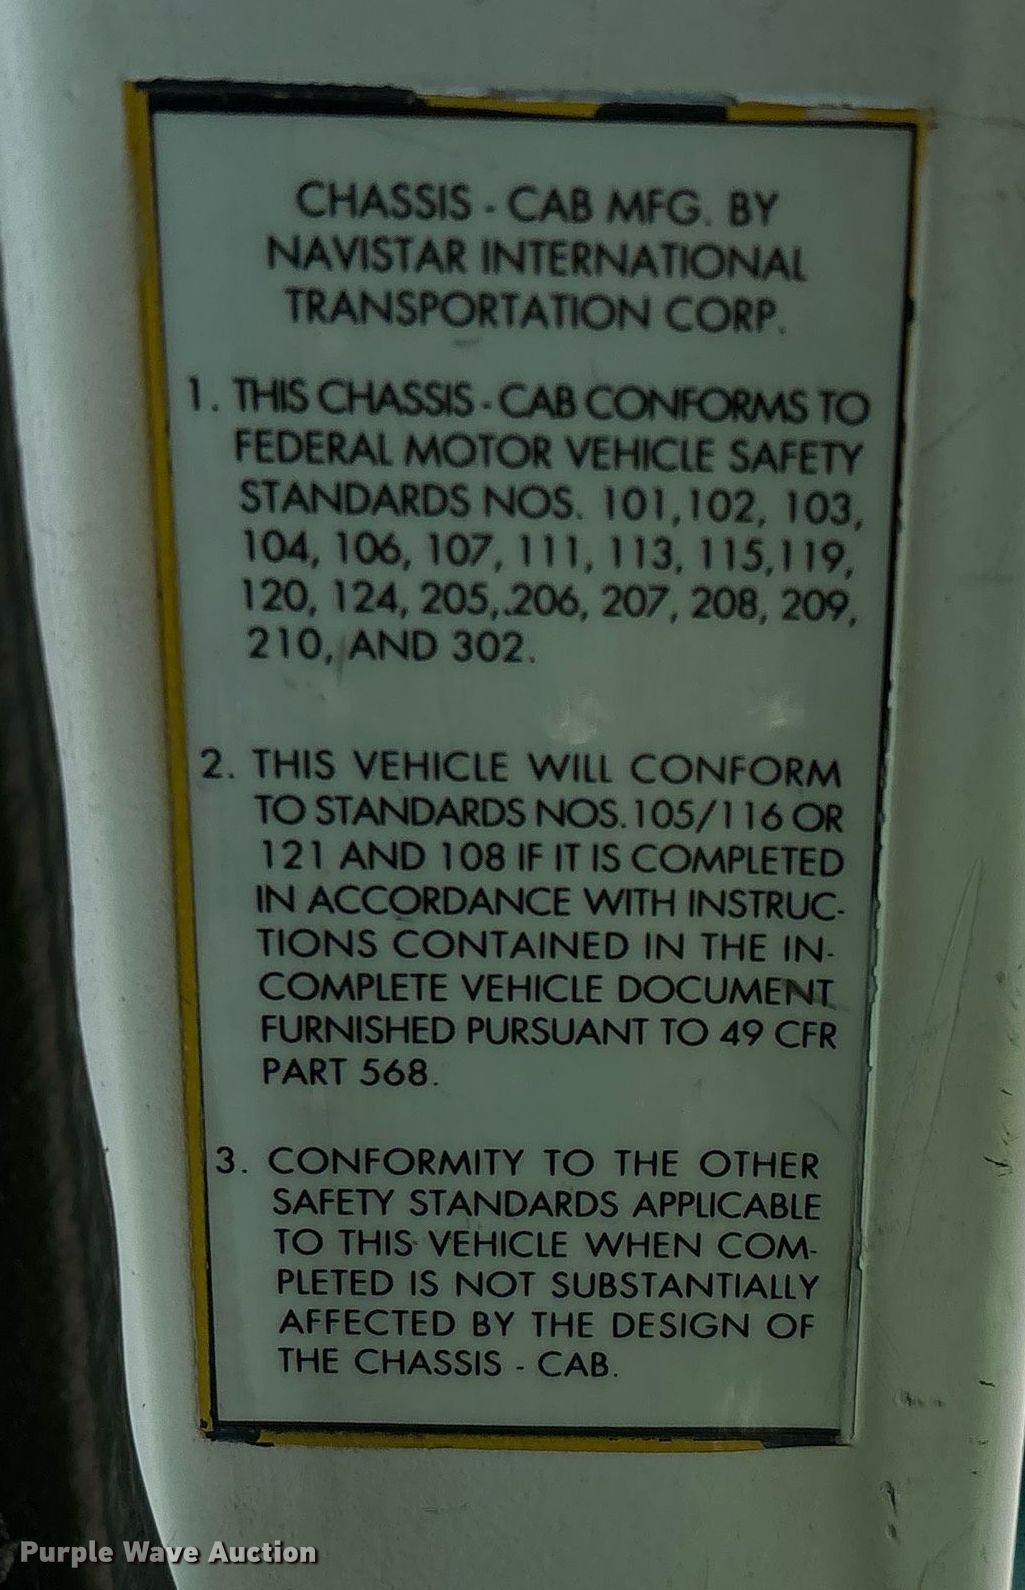 CHASSIS - CAB MFG. BY
NAVISTAR INTERNATIONAL
TRANSPORTATION CORP.
1. THIS CHASSIS - CAB CONFORMS TO
FEDERAL MOTOR VEHICLE SAFETY
STANDARDS NOS. 101, 102, 103,
104, 106, 107, 111, 113, 115, 119,
120, 124, 205, 206, 207, 208, 209,
210, AND 302.
2. THIS VEHICLE WILL CONFORM
TO STANDARDS NOS. 105/116 OR
121 AND 108 IF IT IS COMPLETED
IN ACCORDANCE WITH INSTRUC-
TIONS CONTAINED IN THE IN-
COMPLETE VEHICLE DOCUMENT
FURNISHED PURSUANT TO 49 CFR
PART 568.
3. CONFORMITY TO THE OTHER
SAFETY STANDARDS APPLICABLE
TO THIS VEHICLE WHEN COM-
PLETED IS NOT SUBSTANTIALLY
AFFECTED BY THE DESIGN OF
THE CHASSIS - CAB.
Purple Wave Auction